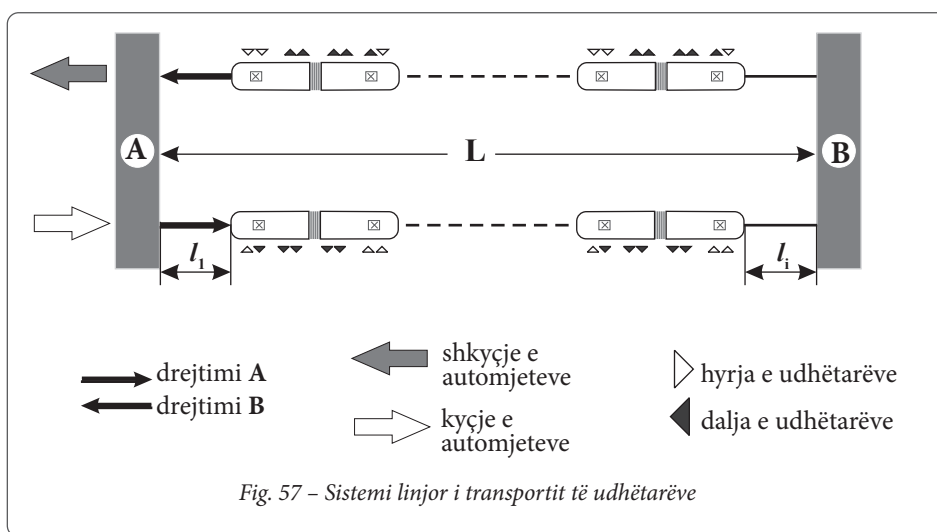 A
L
B
l1
li
drejtimi A
drejtimi B
shkyçje e
automjeteve
kyçje e
automjeteve
hyrja e udhëtarëve
dalja e udhëtarëve
Fig. 57 – Sistemi linjor i transportit të udhëtarëve